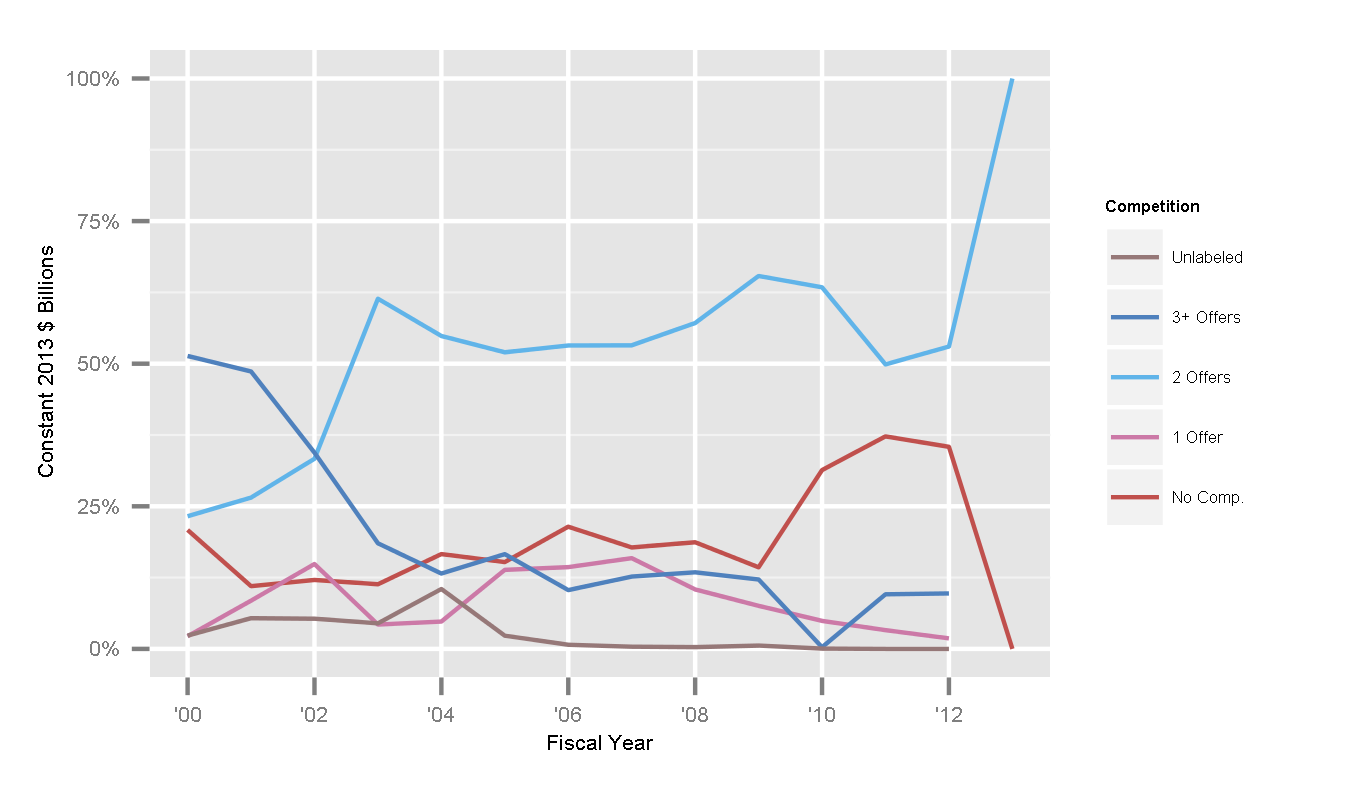 100%
75%
50%
25%
0%
Constant 2013 $ Billions
'00 '02 '04 '06 '08 '10 '12
Fiscal Year
Competition
Unlabeled
3+ Offers
2 Offers
1 Offer
No Comp.